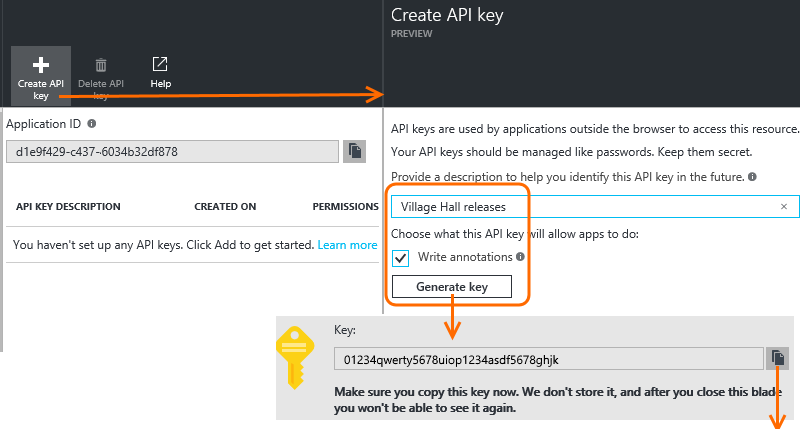 Create API key
PREVIEW
Create API key
Delete API key
Help
Application ID
d1e9f429-c437-6034b32df878
API KEY DESCRIPTION CREATED ON PERMISSIONS
You haven't set up any API keys. Click Add to get started. Learn more
API keys are used by applications outside the browser to access this resource.
Your API keys should be managed like passwords. Keep them secret.
Provide a description to help you identify this API key in the future.
Village Hall releases
Choose what this API key will allow apps to do:
Write annotations
Generate key
Key:
01234qwerty5678uiop1234asdf5678ghjk
Make sure you copy this key now. We don't store it, and after you close this blade
you won't be able to see it again.